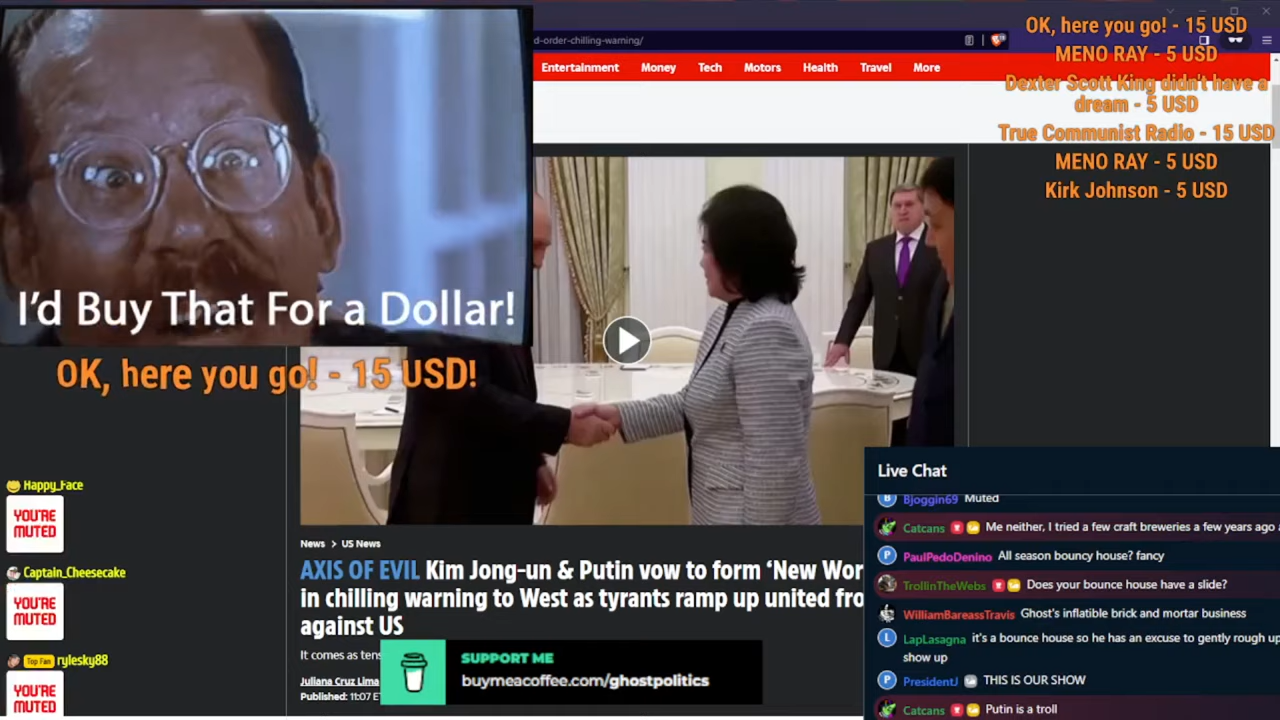 d-order-chilling-warning/
Entertainment Money Tech Motors Health Travel More
OK, here you go! - 15 USD
MENO RAY - 5 USD
Dexter Scott King didn't have a
dream - 5 USD
True Communist Radio - 15 USD
MENO RAY - 5 USD
Kirk Johnson - 5 USD
I'd Buy That For a Dollar!
OK, here you go! - 15 USD!
Happy_Face
YOU'RE
MUTED
Captain_Cheesecake
YOU'RE
MUTED
Top Fan rylesky88
YOU'RE
MUTED
News > US News
AXIS OF EVIL Kim Jong-un & Putin vow to form ‘New Wor
in chilling warning to West as tyrants ramp up united fro
against US
It comes as tens
Juliana Cruz Lima
Published: 11:07 E
SUPPORT ME
buymeacoffee.com/ghostpolitics
Live Chat
B Bjoggin69 Muted
Catcans Me neither, I tried a few craft breweries a few years ago
P PaulPedoDenino All season bouncy house? fancy
TrollinTheWebs Does your bounce house have a slide?
WilliamBareassTravis Ghost's inflatable brick and mortar business
L LapLasagna it's a bounce house so he has an excuse to gently rough up
show up
P PresidentJ THIS IS OUR SHOW
Catcans Putin is a troll